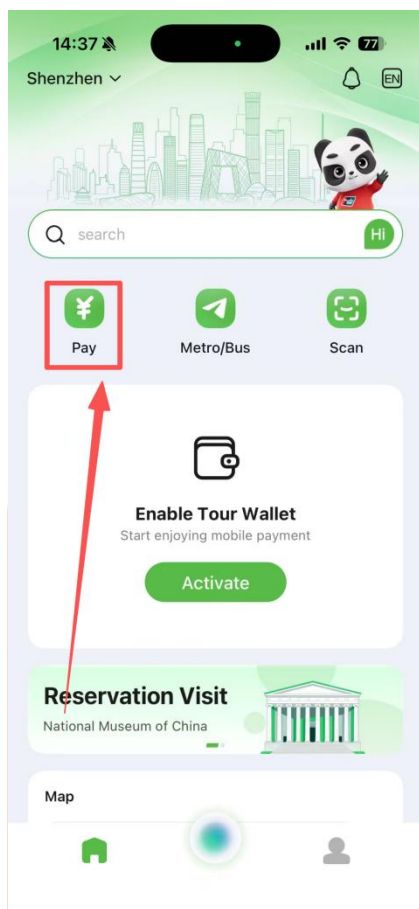 14:37
77
Shenzhen
EN
search
Hi
¥
Pay
Metro/Bus
Scan
Enable Tour Wallet
Start enjoying mobile payment
Activate
Reservation Visit
National Museum of China
Map